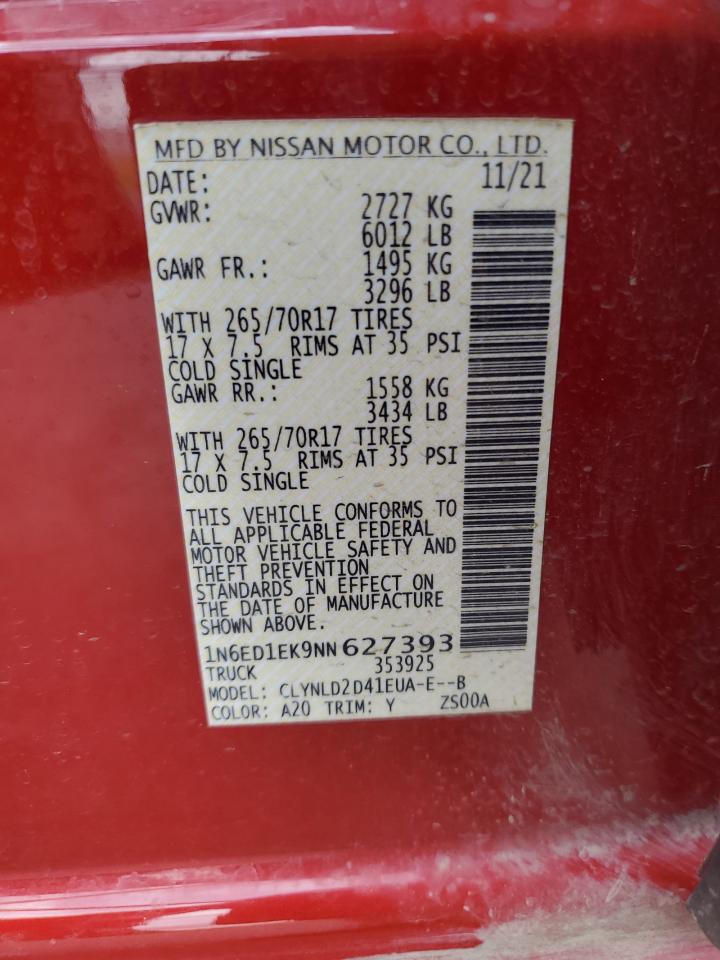 MFD BY NISSAN MOTOR CO., LTD.
DATE: 11/21
GVWR: 2727 KG
6012 LB
GAWR FR.: 1495 KG
3296 LB
WITH 265/70R17 TIRES
17 X 7.5 RIMS AT 35 PSI
COLD SINGLE
GAWR RR.: 1558 KG
3434 LB
WITH 265/70R17 TIRES
17 X 7.5 RIMS AT 35 PSI
COLD SINGLE
THIS VEHICLE CONFORMS TO
ALL APPLICABLE FEDERAL
MOTOR VEHICLE SAFETY AND
THEFT PREVENTION
STANDARDS IN EFFECT ON
THE DATE OF MANUFACTURE
SHOWN ABOVE.
1N6ED1EK9NN627393
TRUCK 353925
MODEL: CLYNLD2D41EUA-E--B
COLOR: A20 TRIM: Y ZS00A